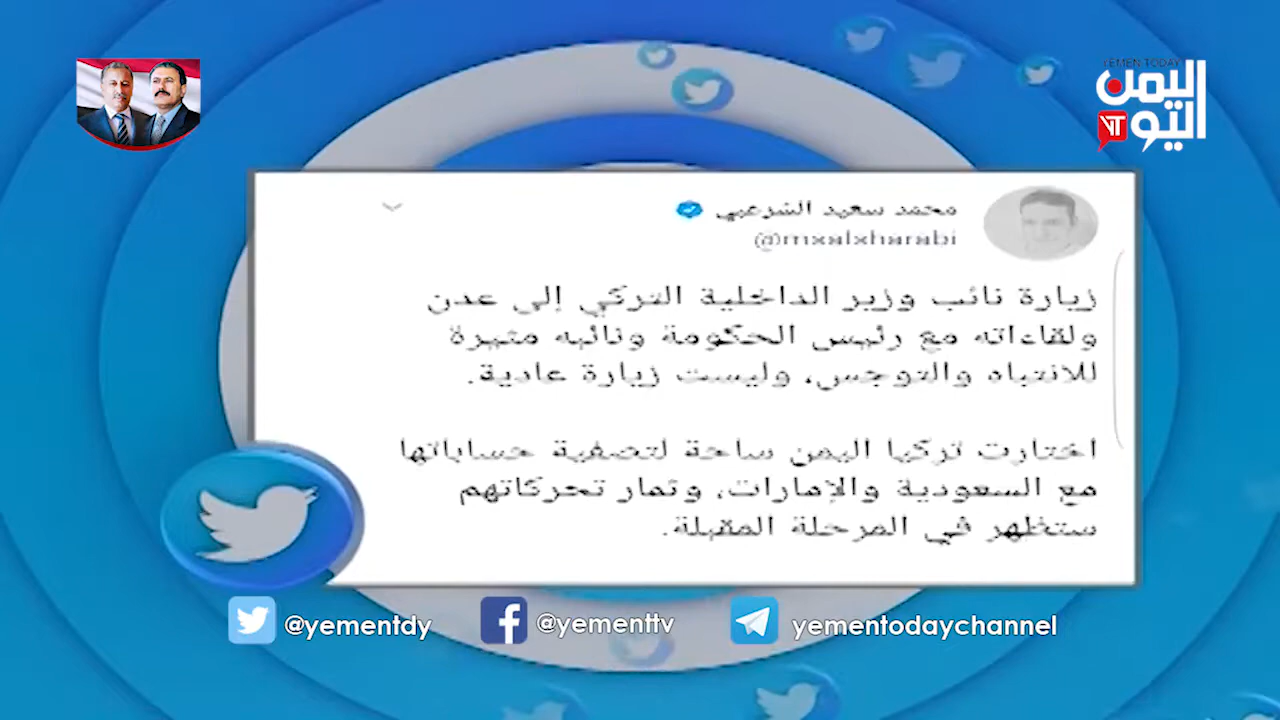 YEMEN TODAY
اليمن
اليوم
YT
محمد سعيد الشرعبي
@mxalxharabi
زيارة نائب وزير الداخلية التركي إلى عدن
ولقاءاته مع رئيس الحكومة ونائبه مثيرة
للانتباه والتوجس، وليست زيارة عادية.
اختارت تركيا اليمن ساحة لتصفية حساباتها
مع السعودية والإمارات، وثمار تحركاتهم
ستظهر في المرحلة المقبلة.
@yementdy
@yementtv
yementodaychannel